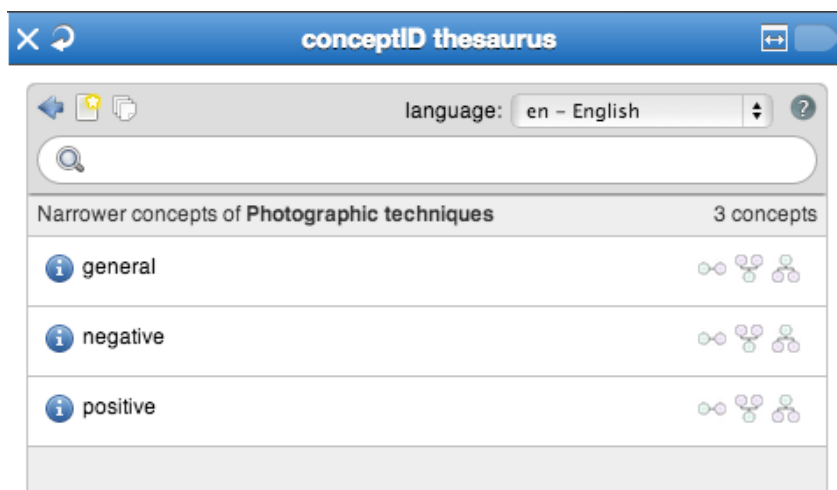 conceptID thesaurus
language: en – English
Narrower concepts of Photographic techniques 3 concepts
general
negative
positive